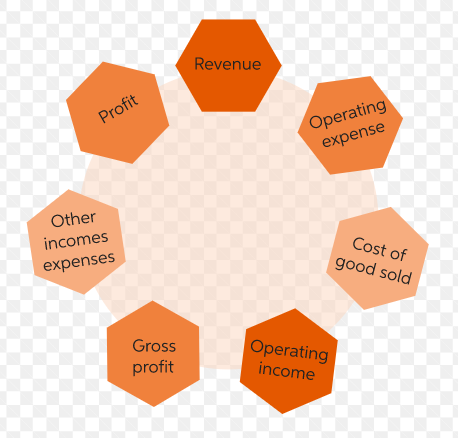 Revenue
Operating
expense
Cost of
good sold
Operating
income
Gross
profit
Other
incomes
expenses
Profit